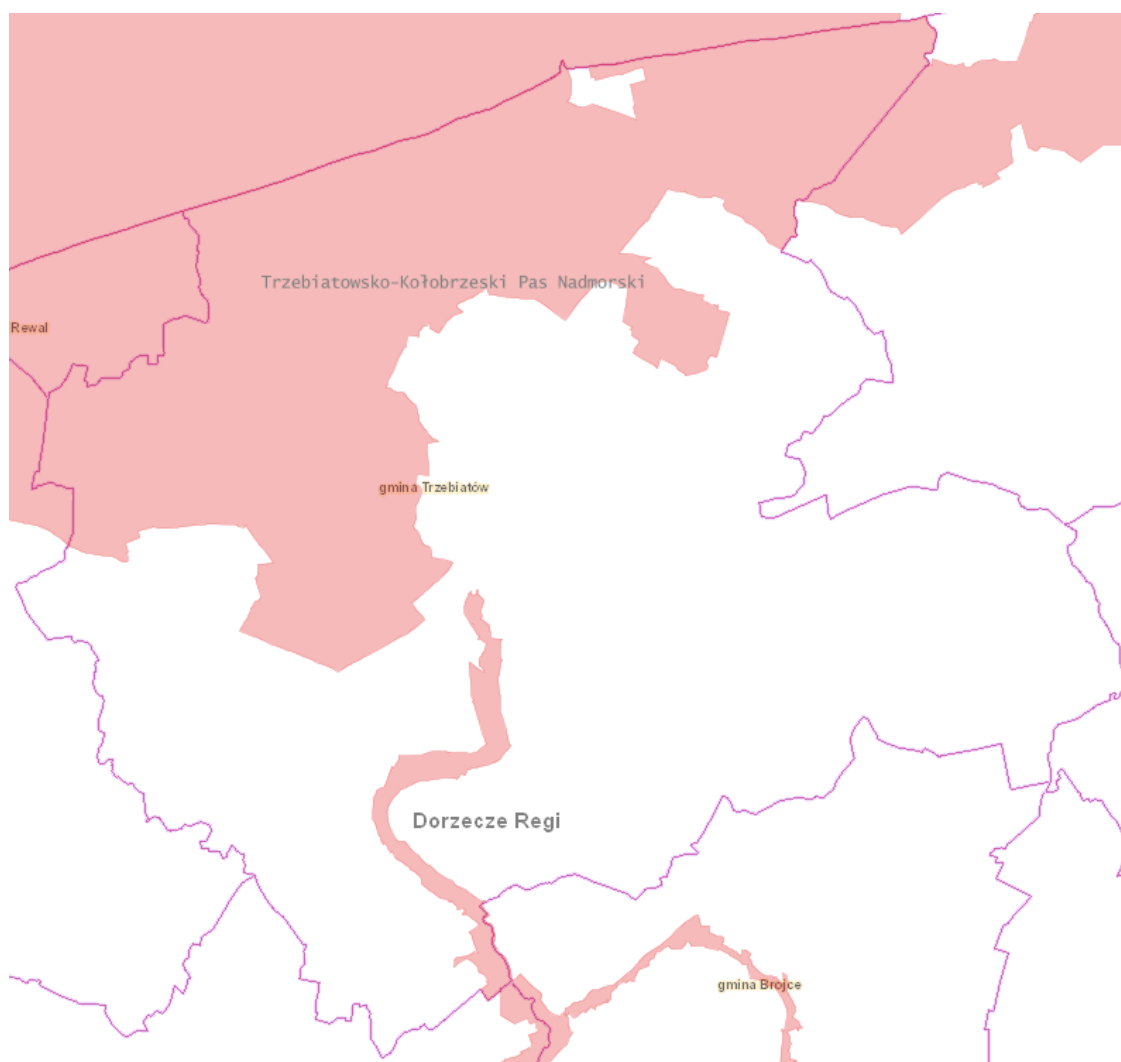 Trzebiatowsko-Kołobrzeski Pas Nadmorski
Rewal
gmina Trzebiatów
Dorzecze Regi
gmina Brojce